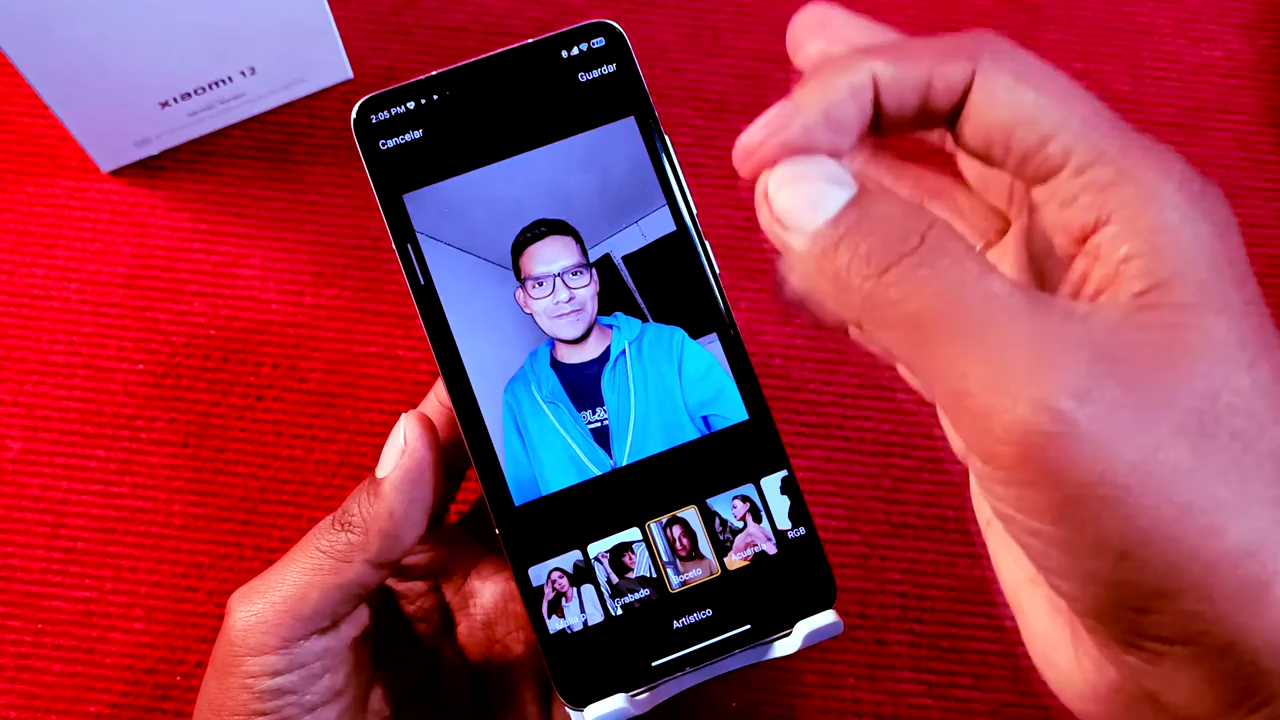 xiaomi 12
2:05 PM
Guardar
Cancelar
Grabado
Boceto
Acuarela
RGB
Artístico